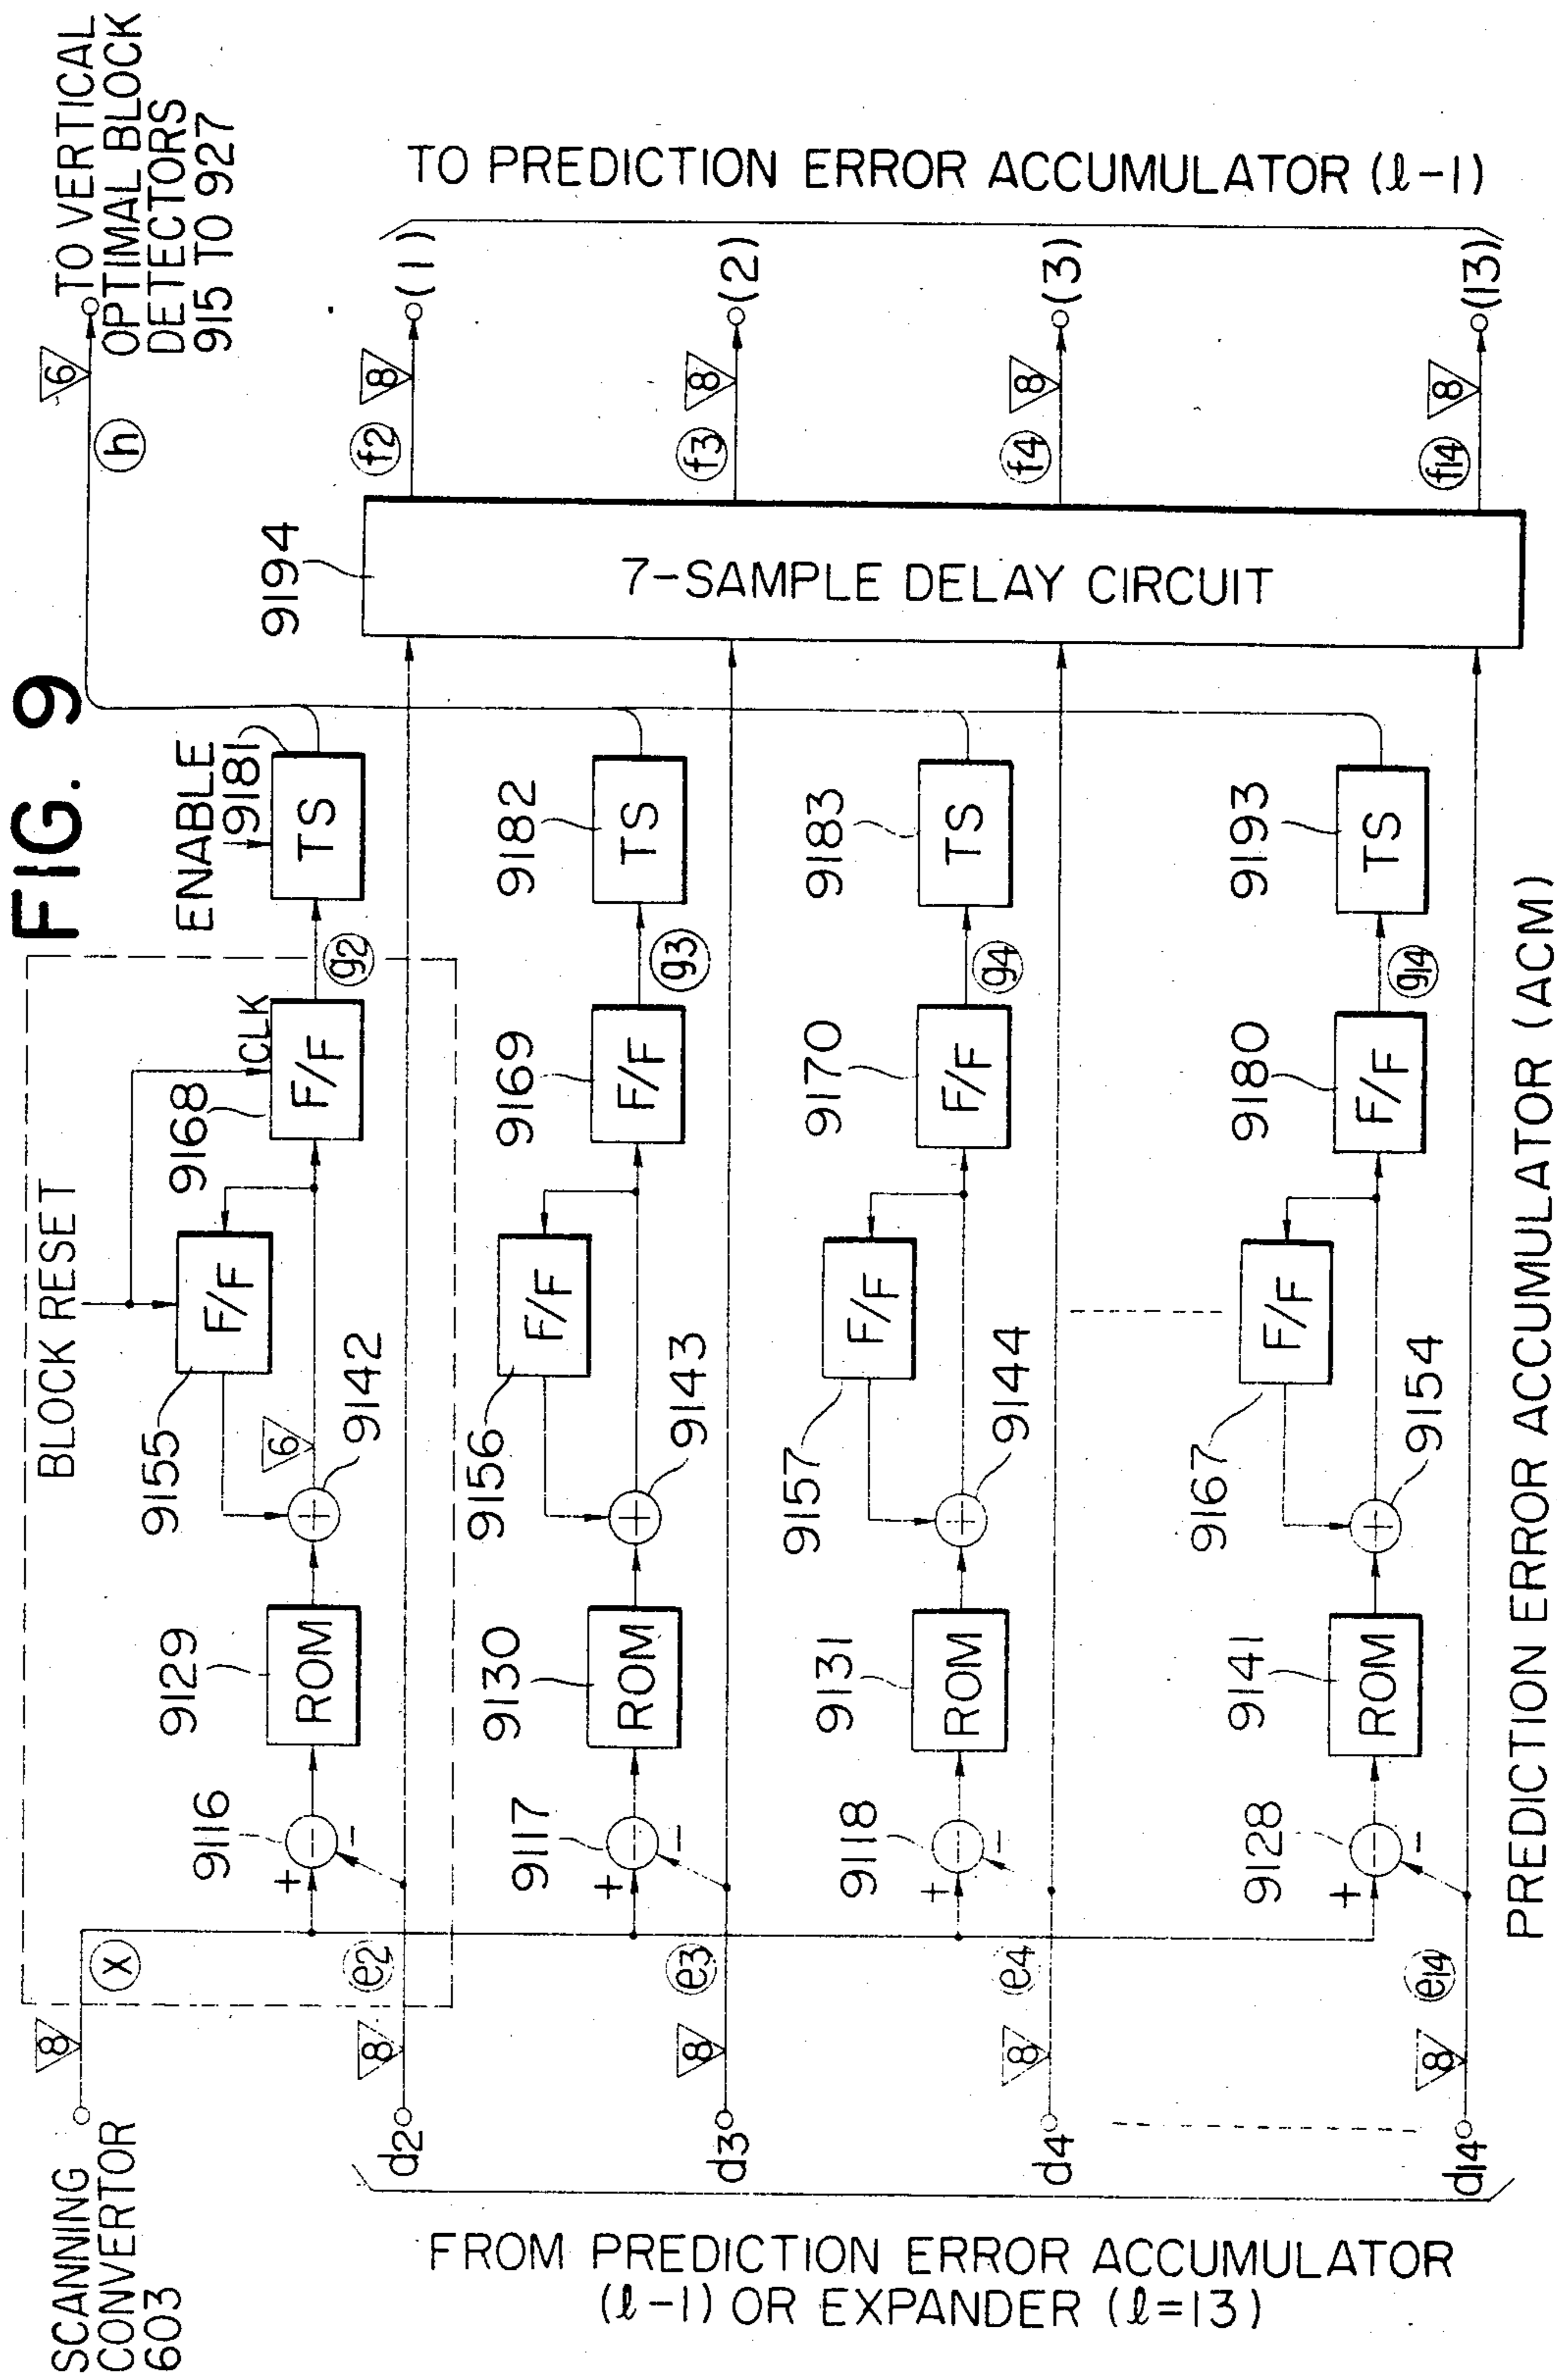 FIG. 9
SCANNING
CONVERTOR
603
8
x
BLOCK RESET
ENABLE
6
h
TO VERTICAL
OPTIMAL BLOCK
DETECTORS
915 TO 927
9116
+
-
-
9129
ROM
9155
F/F
6
+
9142
9168
CLK
F/F
g2
9181
TS
9194
7-SAMPLE DELAY CIRCUIT
d2
8
e2
f2
8
(1)
9117
+
-
-
9130
ROM
9156
F/F
+
9143
9169
F/F
g3
9182
TS
d3
8
e3
f3
8
(2)
9118
+
-
-
9131
ROM
9157
F/F
+
9144
9170
F/F
g4
9183
TS
d4
8
e4
f4
8
(3)
9128
+
-
-
9141
ROM
9167
F/F
+
9154
9180
F/F
g14
9193
TS
d14
8
e14
f14
8
(13)
FROM PREDICTION ERROR ACCUMULATOR
(ℓ-1) OR EXPANDER (ℓ=13)
TO PREDICTION ERROR ACCUMULATOR (ℓ-1)
PREDICTION ERROR ACCUMULATOR (ACM)